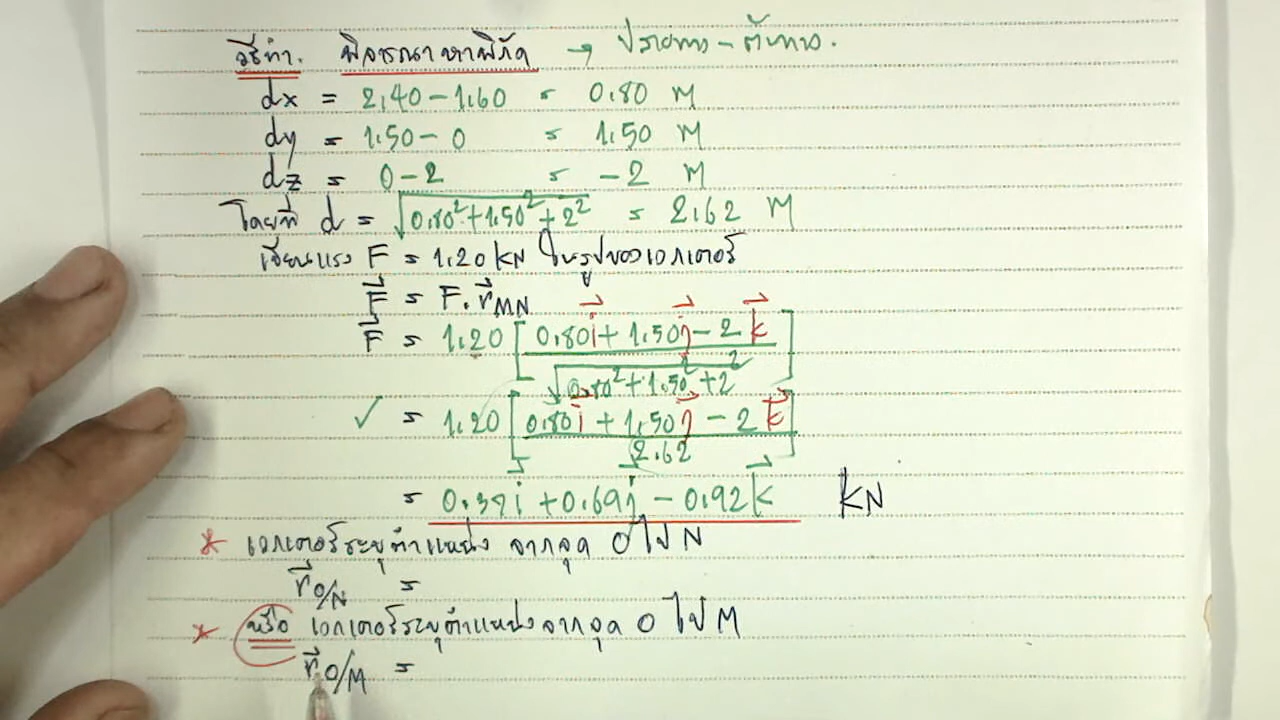 วิธีทำ. พิจารณาหาพิกัด → ปลายทาง - ต้นทาง.
dx = 2.40 - 1.60 = 0.80 M
dy = 1.50 - 0 = 1.50 M
dz = 0 - 2 = -2 M
โดยที่ d = √0.80²+1.50²+2² = 2.62 M
เขียนแรง F = 1.20 KN ในรูปของเวกเตอร์
F⃗ = F. r⃗MN
F⃗ = 1.20 [ 0.80i⃗ + 1.50j⃗ - 2 k⃗ ]
√0.80²+1.50²+2²
✓ = 1.20 [ 0.80i⃗ + 1.50j⃗ - 2 k⃗ ]
2.62
= 0.37i⃗ + 0.69j⃗ - 0.92k⃗ KN
* เวกเตอร์ระบุตำแหน่ง จากจุด O ไป N
r⃗O/N =
* หรือ เวกเตอร์ระบุตำแหน่งจากจุด O ไป M
r⃗O/M =